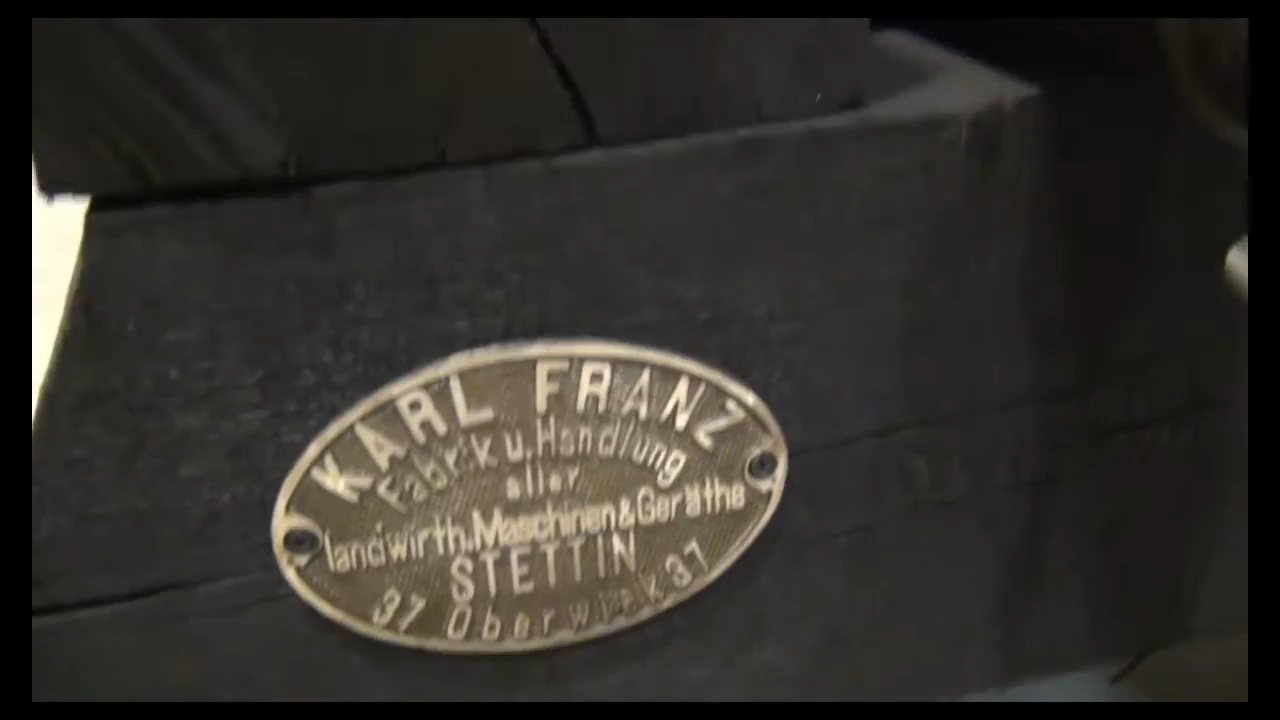 KARL FRANZ
Fabrik u. Handlung
aller
landwirth. Maschinen & Geräthe
STETTIN
37 Oberwiek 37